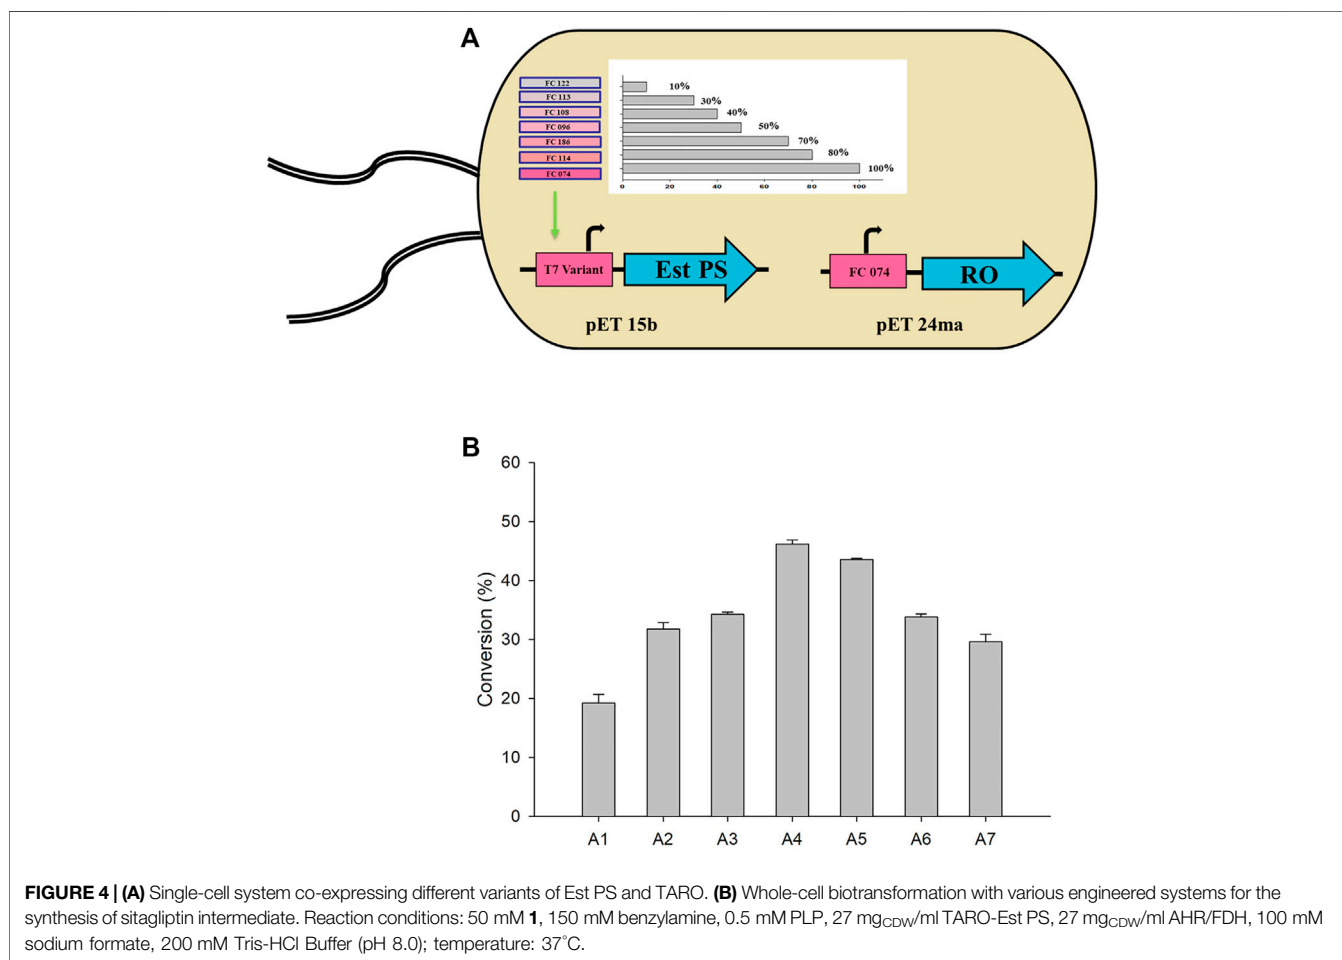 A
FC 122
FC 113
FC 108
FC 096
FC 186
FC 114
FC 074
10%
30%
40%
50%
70%
80%
100%
0 20 40 60 80 100
T7 Variant
Est PS
pET 15b
FC 074
RO
pET 24ma
B
Conversion (%)
60
50
40
30
20
10
0
A1 A2 A3 A4 A5 A6 A7
FIGURE 4 | (A) Single-cell system co-expressing different variants of Est PS and TARO. (B) Whole-cell biotransformation with various engineered systems for the
synthesis of sitagliptin intermediate. Reaction conditions: 50 mM 1, 150 mM benzylamine, 0.5 mM PLP, 27 mgCDW/ml TARO-Est PS, 27 mgCDW/ml AHR/FDH, 100 mM
sodium formate, 200 mM Tris-HCl Buffer (pH 8.0); temperature: 37°C.